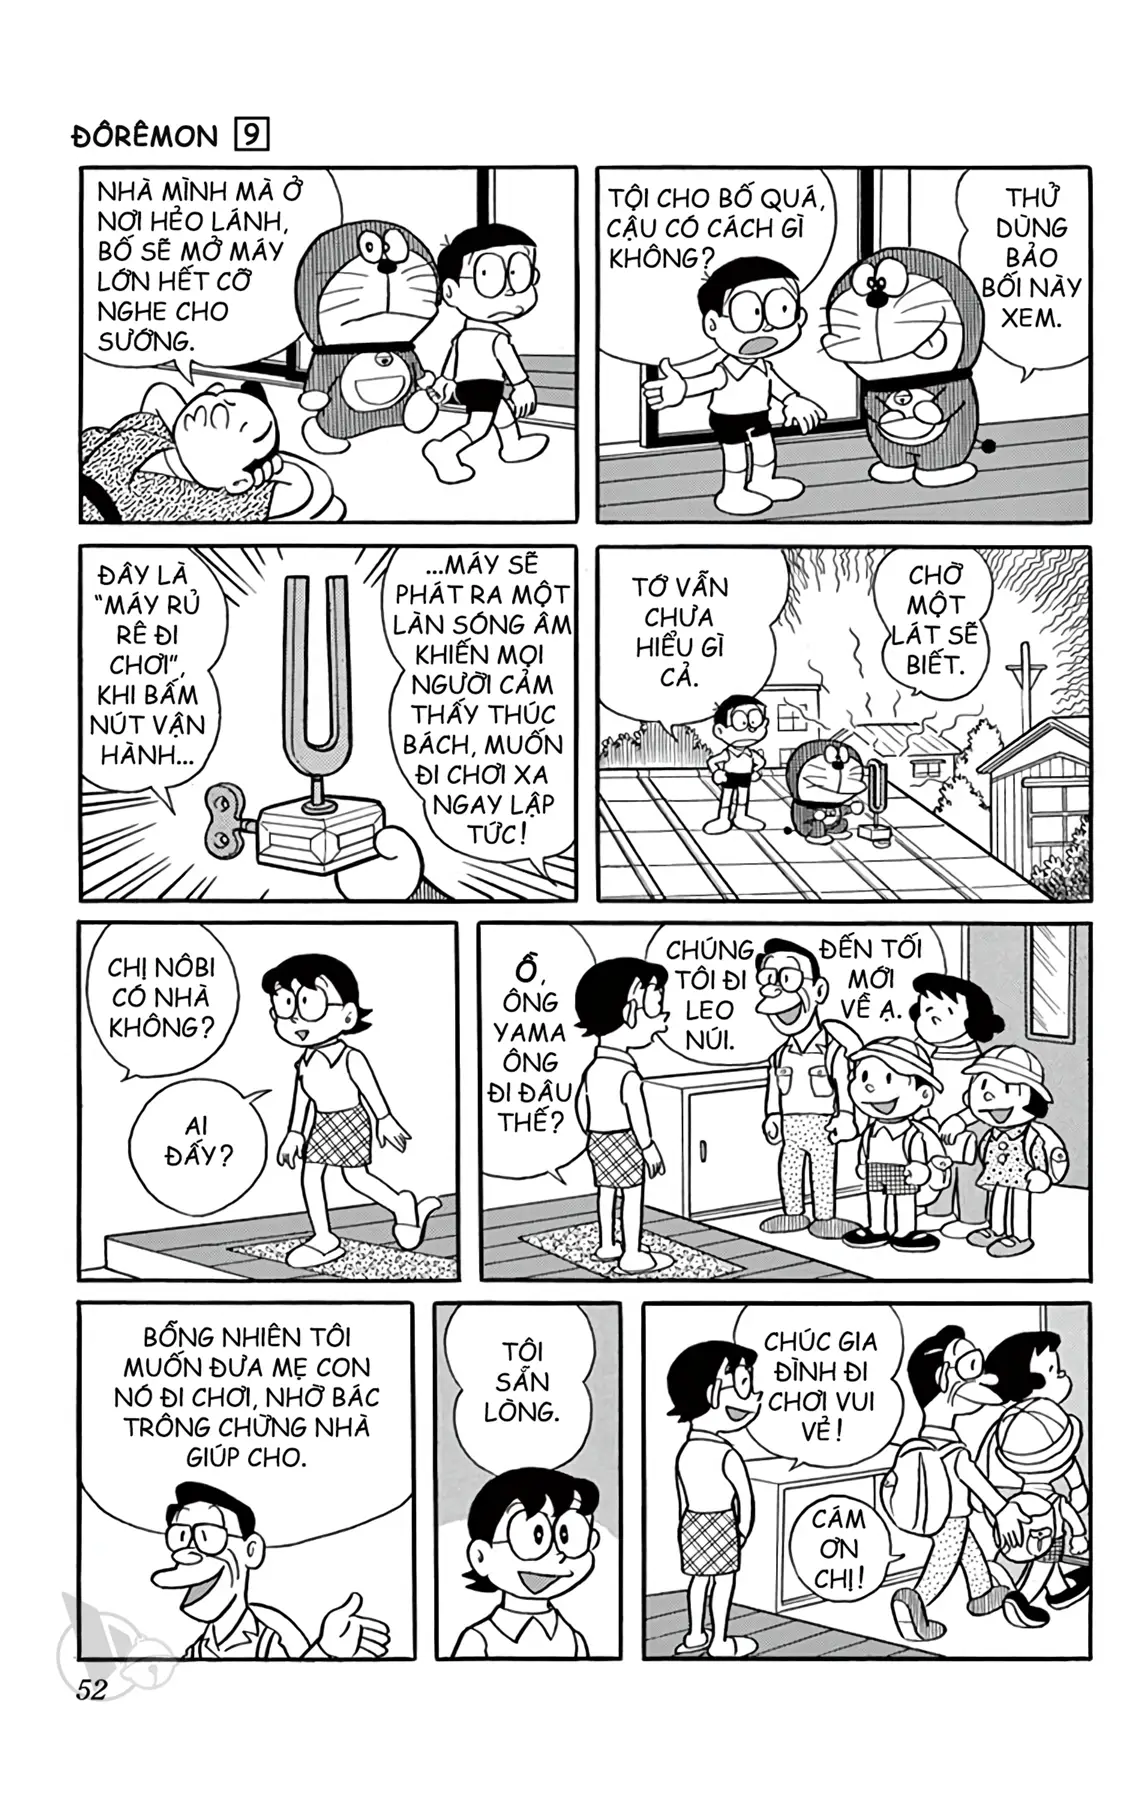 ĐÔRÊMON 9
NHÀ MÌNH MÀ Ở
NƠI HẺO LÁNH,
BỐ SẼ MỞ MÁY
LỚN HẾT CỠ
NGHE CHO
SƯỚNG.
TỘI CHO BỐ QUÁ,
CẬU CÓ CÁCH GÌ
KHÔNG?
THỬ
DÙNG
BẢO
BỐI NÀY
XEM.
ĐÂY LÀ
"MÁY RỦ
RÊ ĐI
CHƠI",
KHI BẤM
NÚT VẬN
HÀNH...
...MÁY SẼ
PHÁT RA MỘT
LÀN SÓNG ÂM
KHIẾN MỌI
NGƯỜI CẢM
THẤY THÚC
BÁCH, MUỐN
ĐI CHƠI XA
NGAY LẬP
TỨC!
TỚ VẪN
CHƯA
HIỂU GÌ
CẢ.
CHỜ
MỘT
LÁT SẼ
BIẾT.
CHỊ NÔBI
CÓ NHÀ
KHÔNG?
AI
ĐẤY?
Ồ,
ÔNG
YAMA
ÔNG
ĐI ĐÂU
THẾ?
CHÚNG
TÔI ĐI
LEO
NÚI.
ĐẾN TỐI
MỚI
VỀ Ạ.
BỖNG NHIÊN TÔI
MUỐN ĐƯA MẸ CON
NÓ ĐI CHƠI, NHỜ BÁC
TRÔNG CHỪNG NHÀ
GIÚP CHO.
TÔI
SẴN
LÒNG.
CHÚC GIA
ĐÌNH ĐI
CHƠI VUI
VẺ!
CÁM
ƠN
CHỊ!
52